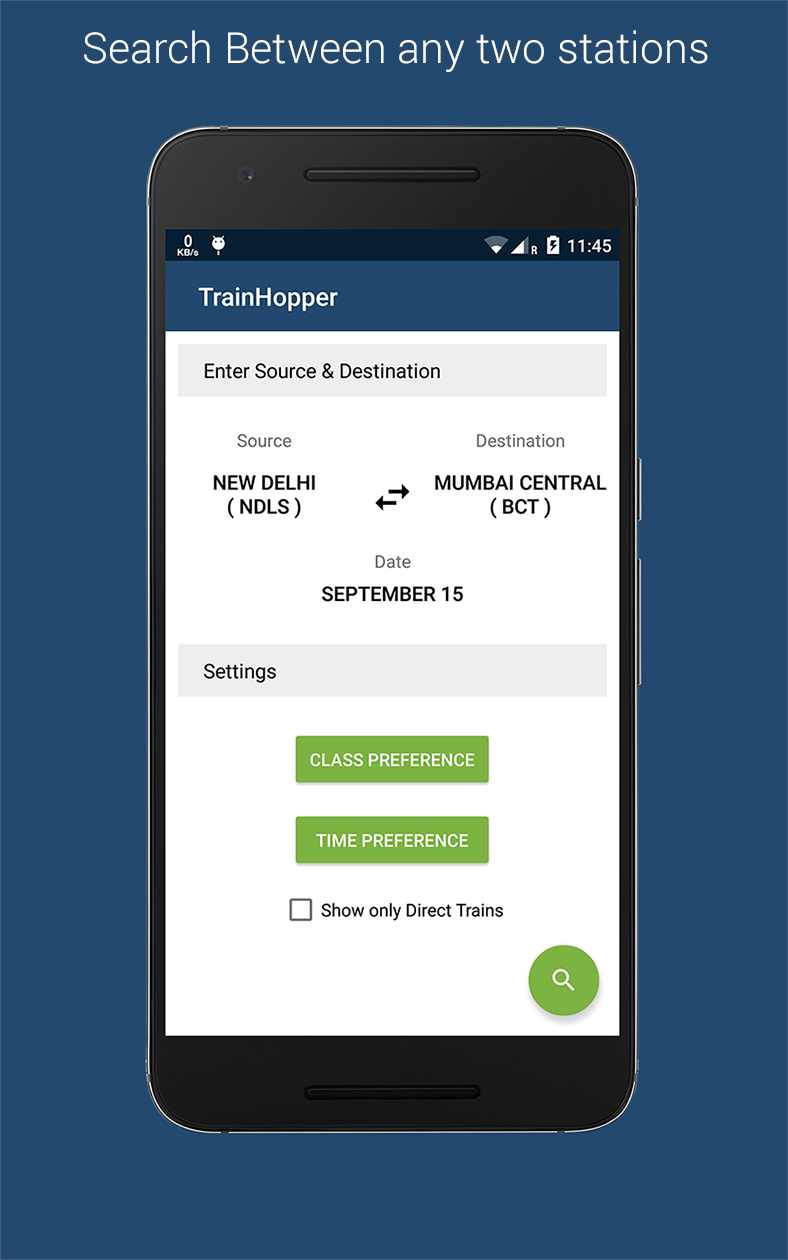 Search Between any two stations
0
KB/s
R
11:45
TrainHopper
Enter Source & Destination
Source
Destination
NEW DELHI
( NDLS )
MUMBAI CENTRAL
( BCT )
Date
SEPTEMBER 15
Settings
CLASS PREFERENCE
TIME PREFERENCE
Show only Direct Trains